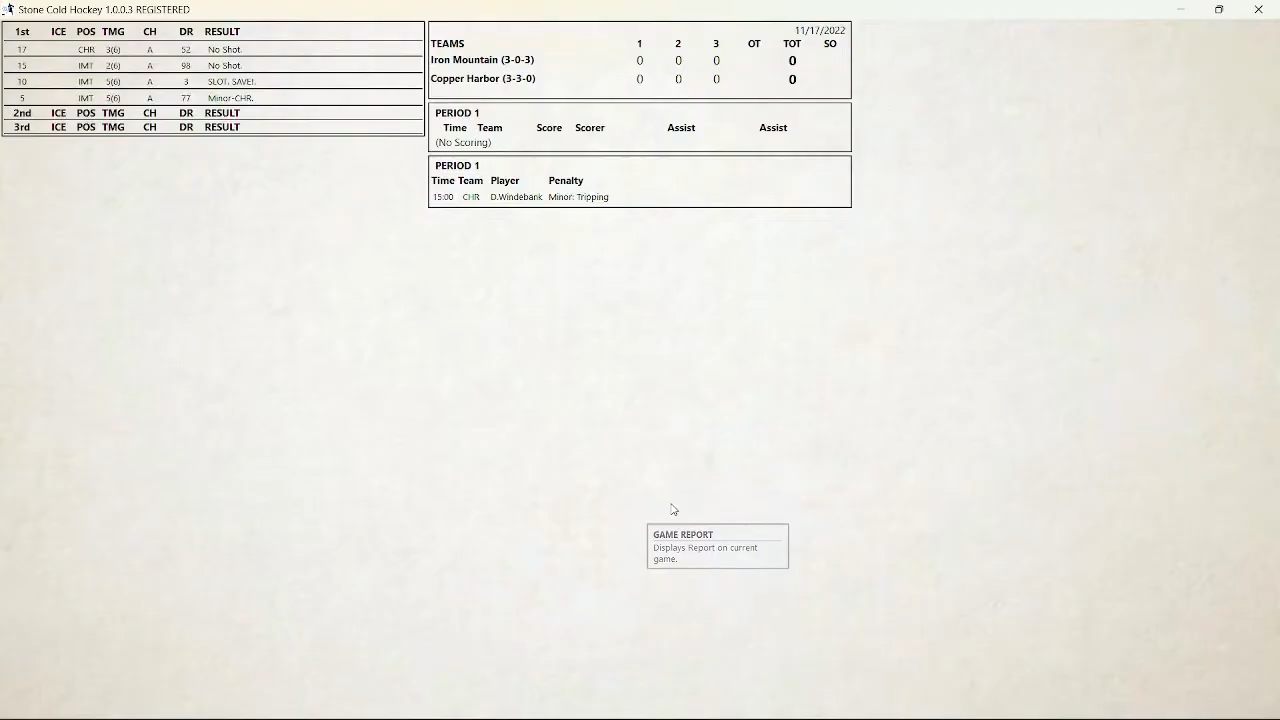 Stone Cold Hockey 1.0.0.3 REGISTERED
1st ICE POS TMG CH DR RESULT
17 CHR 3(6) A 52 No Shot.
15 IMT 2(6) A 98 No Shot.
10 IMT 5(6) A 3 SLOT. SAVE!.
5 IMT 5(6) A 77 Minor-CHR.
2nd ICE POS TMG CH DR RESULT
3rd ICE POS TMG CH DR RESULT
11/17/2022
TEAMS 1 2 3 OT TOT SO
Iron Mountain (3-0-3) 0 0 0 0
Copper Harbor (3-3-0) 0 0 0 0
PERIOD 1
Time Team Score Scorer Assist Assist
(No Scoring)
PERIOD 1
Time Team Player Penalty
15:00 CHR D.Windebank Minor: Tripping
GAME REPORT
Displays Report on current
game.